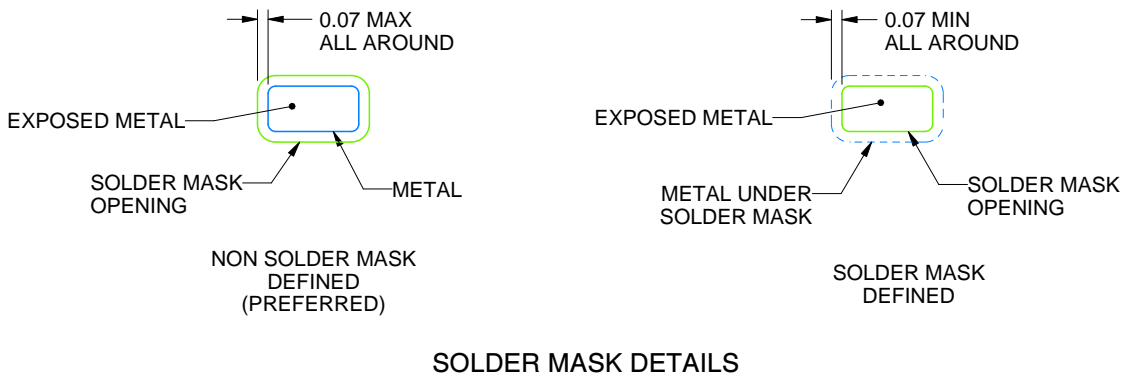 0.07 MAX
ALL AROUND
EXPOSED METAL
SOLDER MASK
OPENING
METAL
NON SOLDER MASK
DEFINED
(PREFERRED)
0.07 MIN
ALL AROUND
EXPOSED METAL
METAL UNDER
SOLDER MASK
SOLDER MASK
OPENING
SOLDER MASK
DEFINED
SOLDER MASK DETAILS